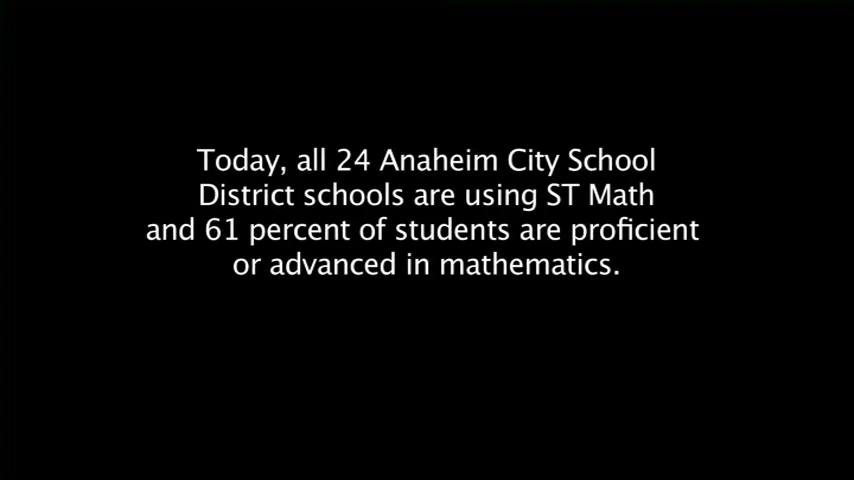 Today, all 24 Anaheim City School
District schools are using ST Math
and 61 percent of students are proficient
or advanced in mathematics.